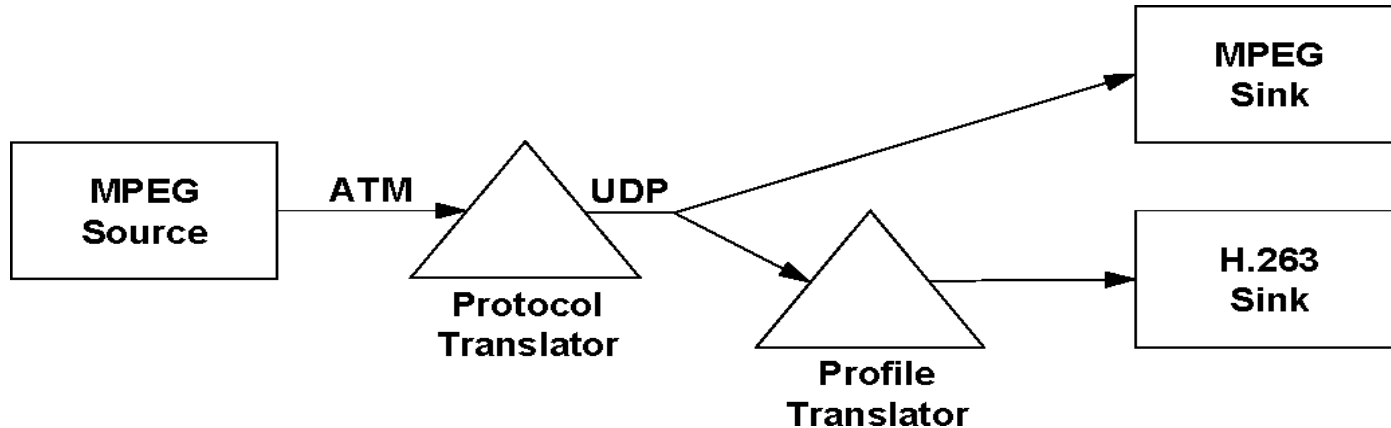 MPEG
Source
ATM
Protocol
Translator
UDP
MPEG
Sink
Profile
Translator
H.263
Sink